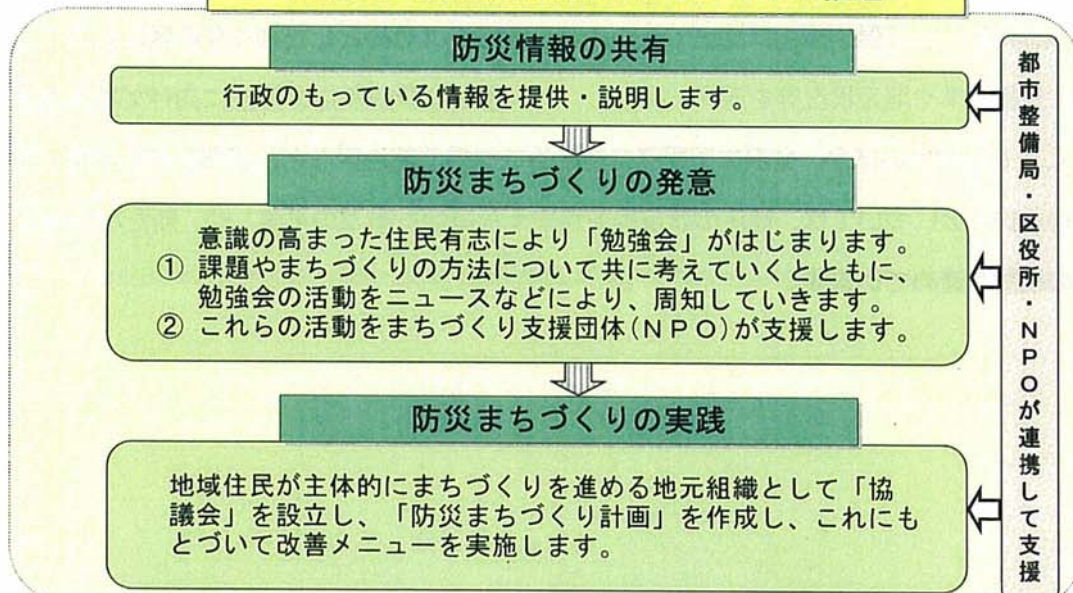 防災情報の共有
行政のもっている情報を提供・説明します。
防災まちづくりの発意
意識の高まった住民有志により「勉強会」がはじまります。
① 課題やまちづくりの方法について共に考えていくとともに、
勉強会の活動をニュースなどにより、周知していきます。
② これらの活動をまちづくり支援団体(NPO)が支援します。
防災まちづくりの実践
地域住民が主体的にまちづくりを進める地元組織として「協
議会」を設立し、「防災まちづくり計画」を作成し、これにも
とづいて改善メニューを実施します。
都市整備局・区役所・NPOが連携して支援